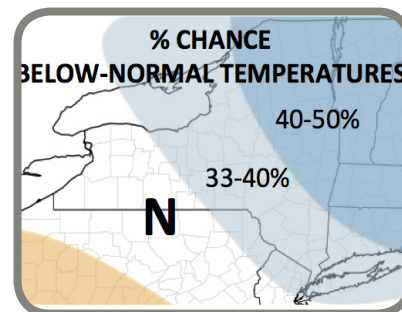 % CHANCE
BELOW-NORMAL TEMPERATURES
40-50%
33-40%
N